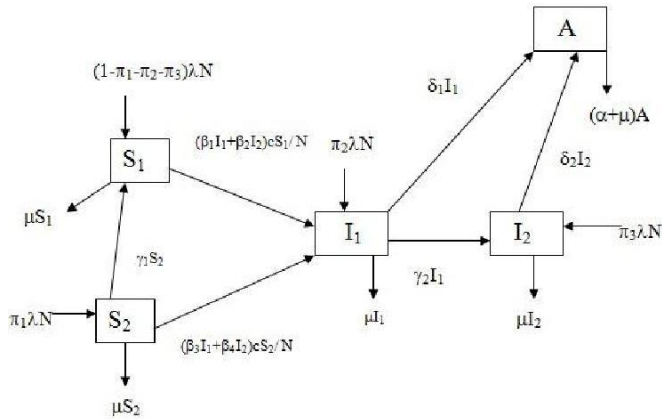 A
(1-π₁-π₂-π₃)λN
δ₁I₁
(α+μ)A
(β₁I₁+β₂I₂)cS₁/N
π₂λN
S₁
δ₂I₂
μS₁
I₁
I₂
π₃λN
γ₁S₂
γ₂I₁
π₁λN
S₂
μI₁
μI₂
(β₃I₁+β₄I₂)cS₂/N
μS₂